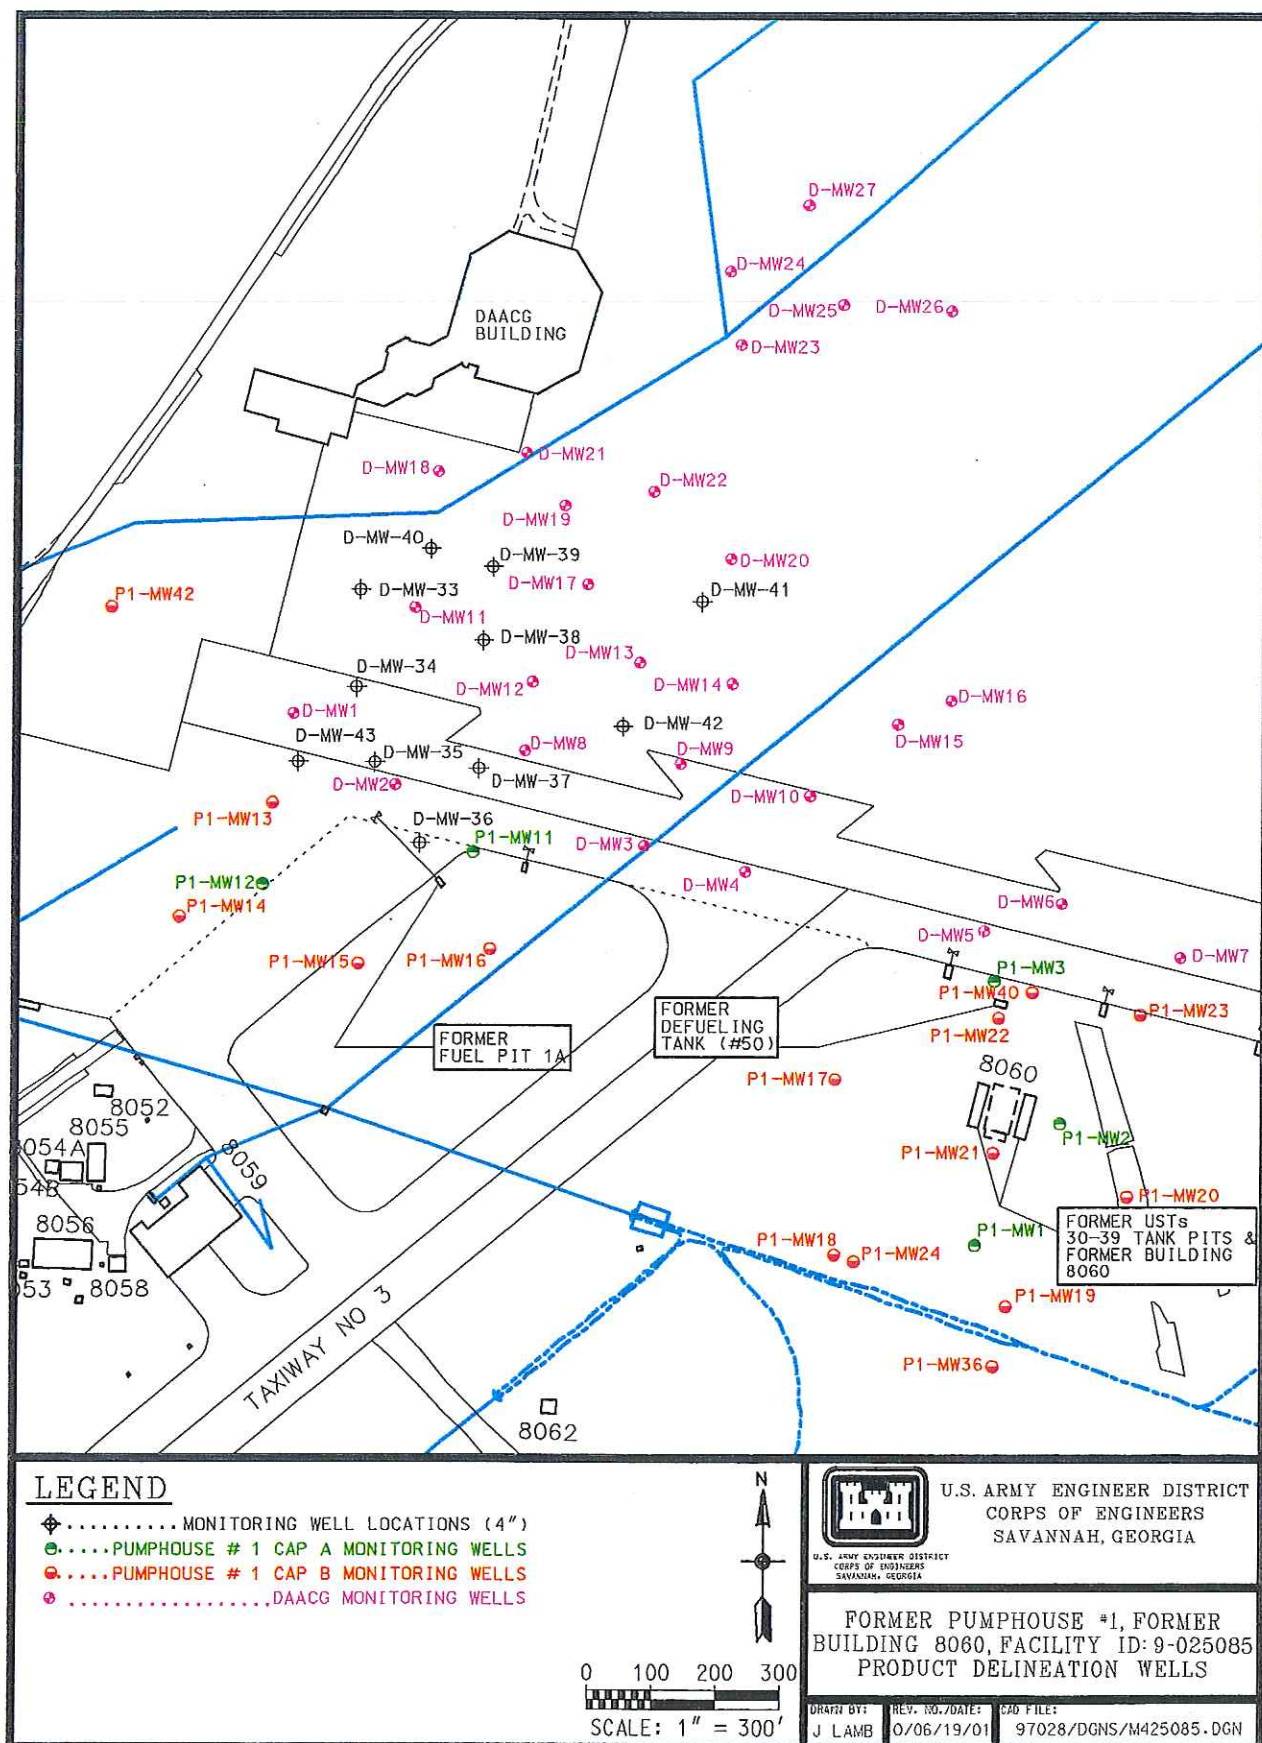 D-MW27
D-MW24
D-MW25
D-MW26
D-MW23
DAACG
BUILDING
D-MW21
D-MW18
D-MW22
D-MW19
D-MW-40
D-MW-39
D-MW20
D-MW17
D-MW-33
D-MW-41
P1-MW42
D-MW11
D-MW-38
D-MW13
D-MW-34
D-MW12
D-MW14
D-MW16
D-MW1
D-MW-42
D-MW15
D-MW-43
D-MW8
D-MW9
D-MW-35
D-MW-37
D-MW2
D-MW10
P1-MW13
D-MW-36
P1-MW11
D-MW3
P1-MW12
D-MW4
P1-MW14
D-MW6
D-MW5
D-MW7
P1-MW15
P1-MW16
P1-MW3
P1-MW40
P1-MW23
P1-MW22
FORMER
FUEL PIT 1A
FORMER
DEFUELING
TANK (#50)
8060
P1-MW17
8052
8055
8054A
P1-MW2
8059
P1-MW21
54B
P1-MW20
8056
FORMER USTs
30-39 TANK PITS &
FORMER BUILDING
8060
P1-MW1
P1-MW18
P1-MW24
053
8058
P1-MW19
TAXIWAY NO 3
P1-MW36
8062
LEGEND
.......... MONITORING WELL LOCATIONS (4")
.....PUMPHOUSE # 1 CAP A MONITORING WELLS
.....PUMPHOUSE # 1 CAP B MONITORING WELLS
..................DAACG MONITORING WELLS
N
0 100 200 300
SCALE: 1" = 300'
U.S. ARMY ENGINEER DISTRICT
CORPS OF ENGINEERS
SAVANNAH, GEORGIA
U.S. ARMY ENGINEER DISTRICT
CORPS OF ENGINEERS
SAVANNAH, GEORGIA
FORMER PUMPHOUSE #1, FORMER
BUILDING 8060, FACILITY ID: 9-025085
PRODUCT DELINEATION WELLS
DRAWN BY:
J LAMB
REV. NO./DATE:
0/06/19/01
CAD FILE:
97028/DGNS/M425085.DGN